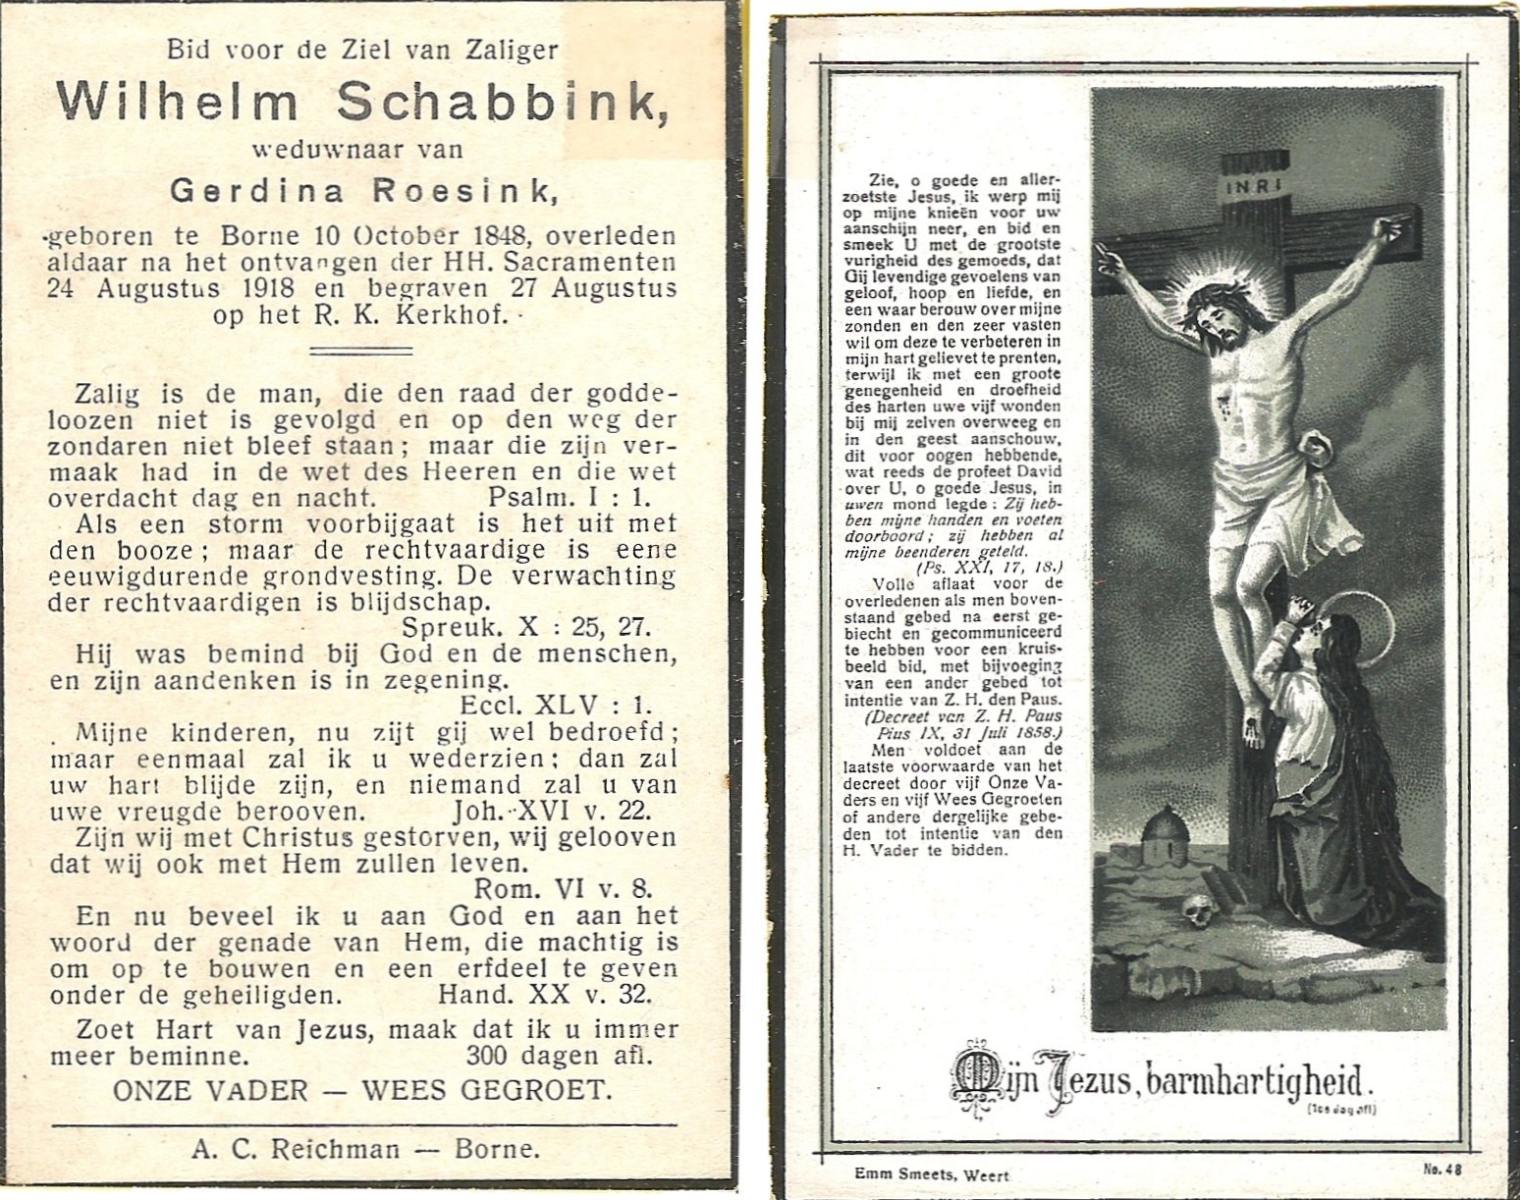 Bid voor de Ziel van Zaliger
Wilhelm Schabbink,
weduwnaar van
Gerdina Roesink,
geboren te Borne 10 October 1848, overleden
aldaar na het ontvangen der HH. Sacramenten
24 Augustus 1918 en begraven 27 Augustus
op het R. K. Kerkhof.
Zalig is de man, die den raad der godde-
loozen niet is gevolgd en op den weg der
zondaren niet bleef staan; maar die zijn ver-
maak had in de wet des Heeren en die wet
overdacht dag en nacht. Psalm. I : 1.
Als een storm voorbijgaat is het uit met
den booze; maar de rechtvaardige is eene
eeuwigdurende grondvesting. De verwachting
der rechtvaardigen is blijdschap.
Spreuk. X : 25, 27.
Hij was bemind bij God en de menschen,
en zijn aandenken is in zegening.
Eccl. XLV : 1.
Mijne kinderen, nu zijt gij wel bedroefd;
maar eenmaal zal ik u wederzien; dan zal
uw hart blijde zijn, en niemand zal u van
uwe vreugde berooven. Joh. XVI v. 22.
Zijn wij met Christus gestorven, wij gelooven
dat wij ook met Hem zullen leven.
Rom. VI v. 8.
En nu beveel ik u aan God en aan het
woord der genade van Hem, die machtig is
om op te bouwen en een erfdeel te geven
onder de geheiligden. Hand. XX v. 32.
Zoet Hart van Jezus, maak dat ik u immer
meer beminne. 300 dagen afl.
ONZE VADER — WEES GEGROET.
A. C. Reichman — Borne.
Zie, o goede en aller-
zoetste Jesus, ik werp mij
op mijne knieën voor uw
aanschijn neer, en bid en
smeek U met de grootste
vurigheid des gemoeds, dat
Gij levendige gevoelens van
geloof, hoop en liefde, en
een waar berouw over mijne
zonden en den zeer vasten
wil om deze te verbeteren in
mijn hart gelievet te prenten,
terwijl ik met een groote
genegenheid en droefheid
des harten uwe vijf wonden
bij mij zelven overweeg en
in den geest aanschouw,
dit voor oogen hebbende,
wat reeds de profeet David
over U, o goede Jesus, in
uwen mond legde: Zij heb-
ben mijne handen en voeten
doorboord; zij hebben al
mijne beenderen geteld.
(Ps. XXI, 17, 18.)
Volle aflaat voor de
overledenen als men boven-
staand gebed na eerst ge-
biecht en gecommuniceerd
te hebben voor een kruis-
beeld bid, met bijvoeging
van een ander gebed tot
intentie van Z. H. den Paus.
(Decreet van Z. H. Paus
Pius IX, 31 Juli 1858.)
Men voldoet aan de
laatste voorwaarde van het
decreet door vijf Onze Va-
ders en vijf Wees Gegroeten
of andere dergelijke gebe-
den tot intentie van den
H. Vader te bidden.
INRI
Mijn Jezus, barmhartigheid.
(100 dag afl)
Emm Smeets, Weert
No. 48